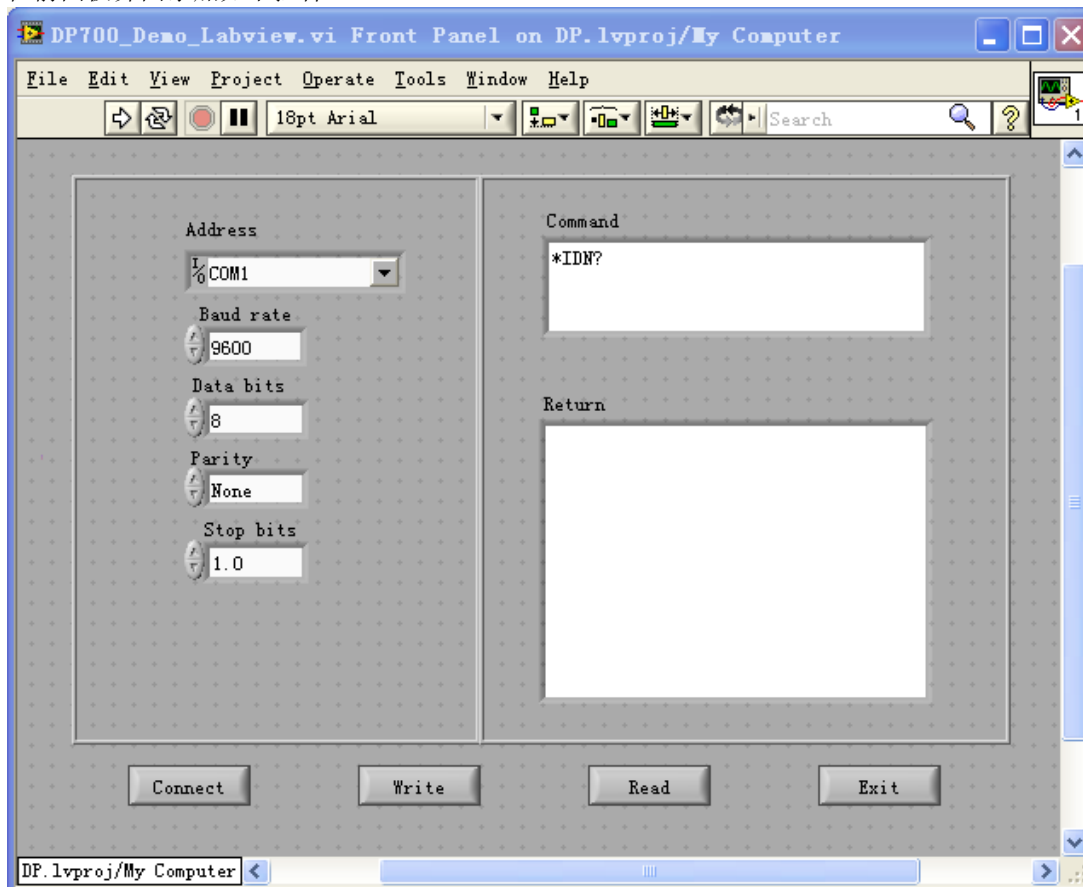 DP700_Demo_Labview.vi Front Panel on DP.lvproj/My Computer
File Edit View Project Operate Tools Window Help
18pt Arial
Search
1
Address
COM1
Baud rate
9600
Data bits
8
Parity
None
Stop bits
1.0
Command
*IDN?
Return
Connect Write Read Exit
DP.lvproj/My Computer